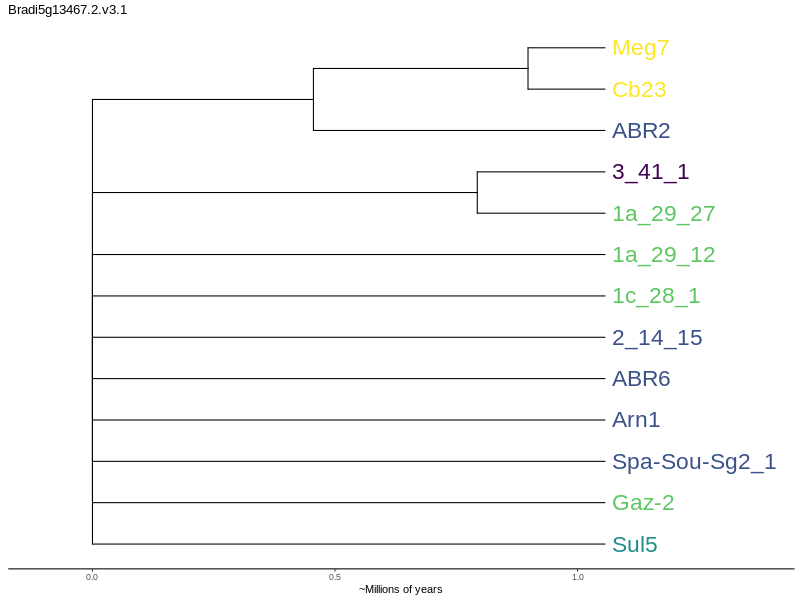 Bradi5g13467.2.v3.1
Meg7
Cb23
ABR2
3_41_1
1a_29_27
1a_29_12
1c_28_1
2_14_15
ABR6
Arn1
Spa-Sou-Sg2_1
Gaz-2
Sul5
0.0 0.5 1.0
~Millions of years